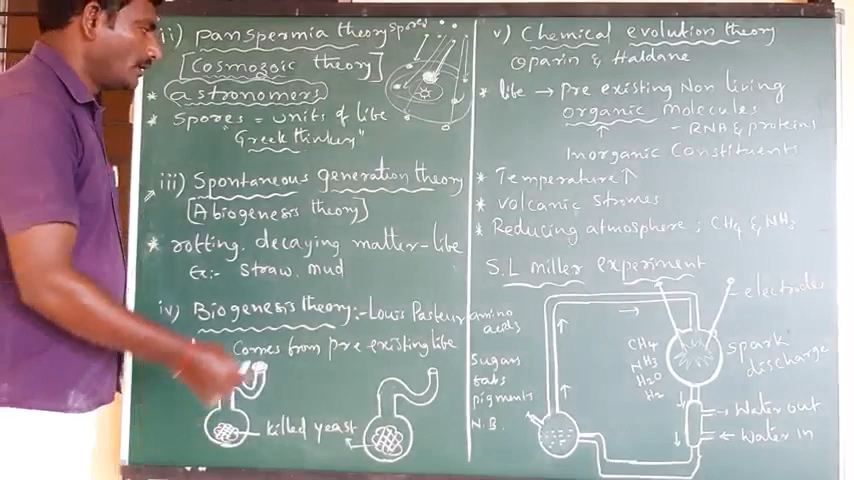 ii) panspermia theory
spores
[cosmozoic theory]
* astronomers
* spores = units of life
"Greek thinkers"
iii) Spontaneous generation theory
[Abiogenesis theory]
* rotting, decaying matter - life
Ex:- straw, mud
iv) Biogenesis theory:- Louis Pasteur
Comes from pre existing life
killed yeast
v) Chemical evolution theory
Oparin & Haldane
* life → pre existing Non living
organic molecules
- RNA & proteins
Inorganic Constituents
* Temperature ↑
* volcanic stromes
* Reducing atmosphere ; CH4 & NH3
S.L miller experiment
electrodes
amino
acids
Sugars
fats
pigments
N.B.
CH4
NH3
H2O
H2
Spark
discharge
→ Water out
← Water in